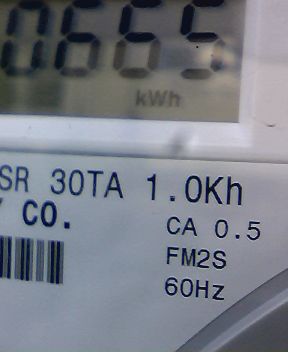 0665
kWh
SR 30TA 1.0Kh
Y CO.
CA 0.5
FM2S
60Hz